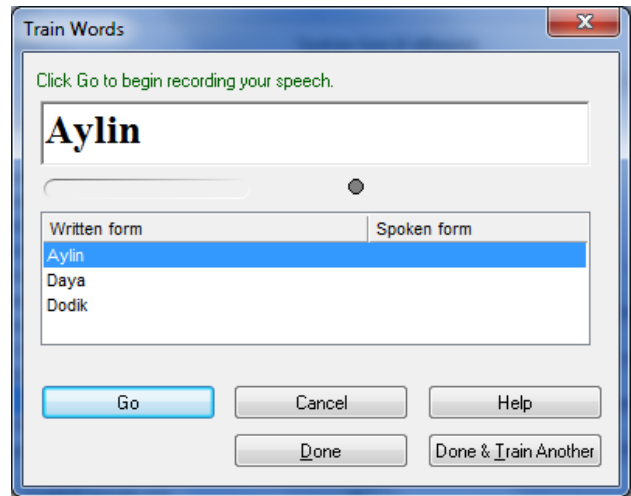 Train Words
Click Go to begin recording your speech.
Aylin
Written form Spoken form
Aylin
Daya
Dodik
Go Cancel Help
Done Done & Train Another